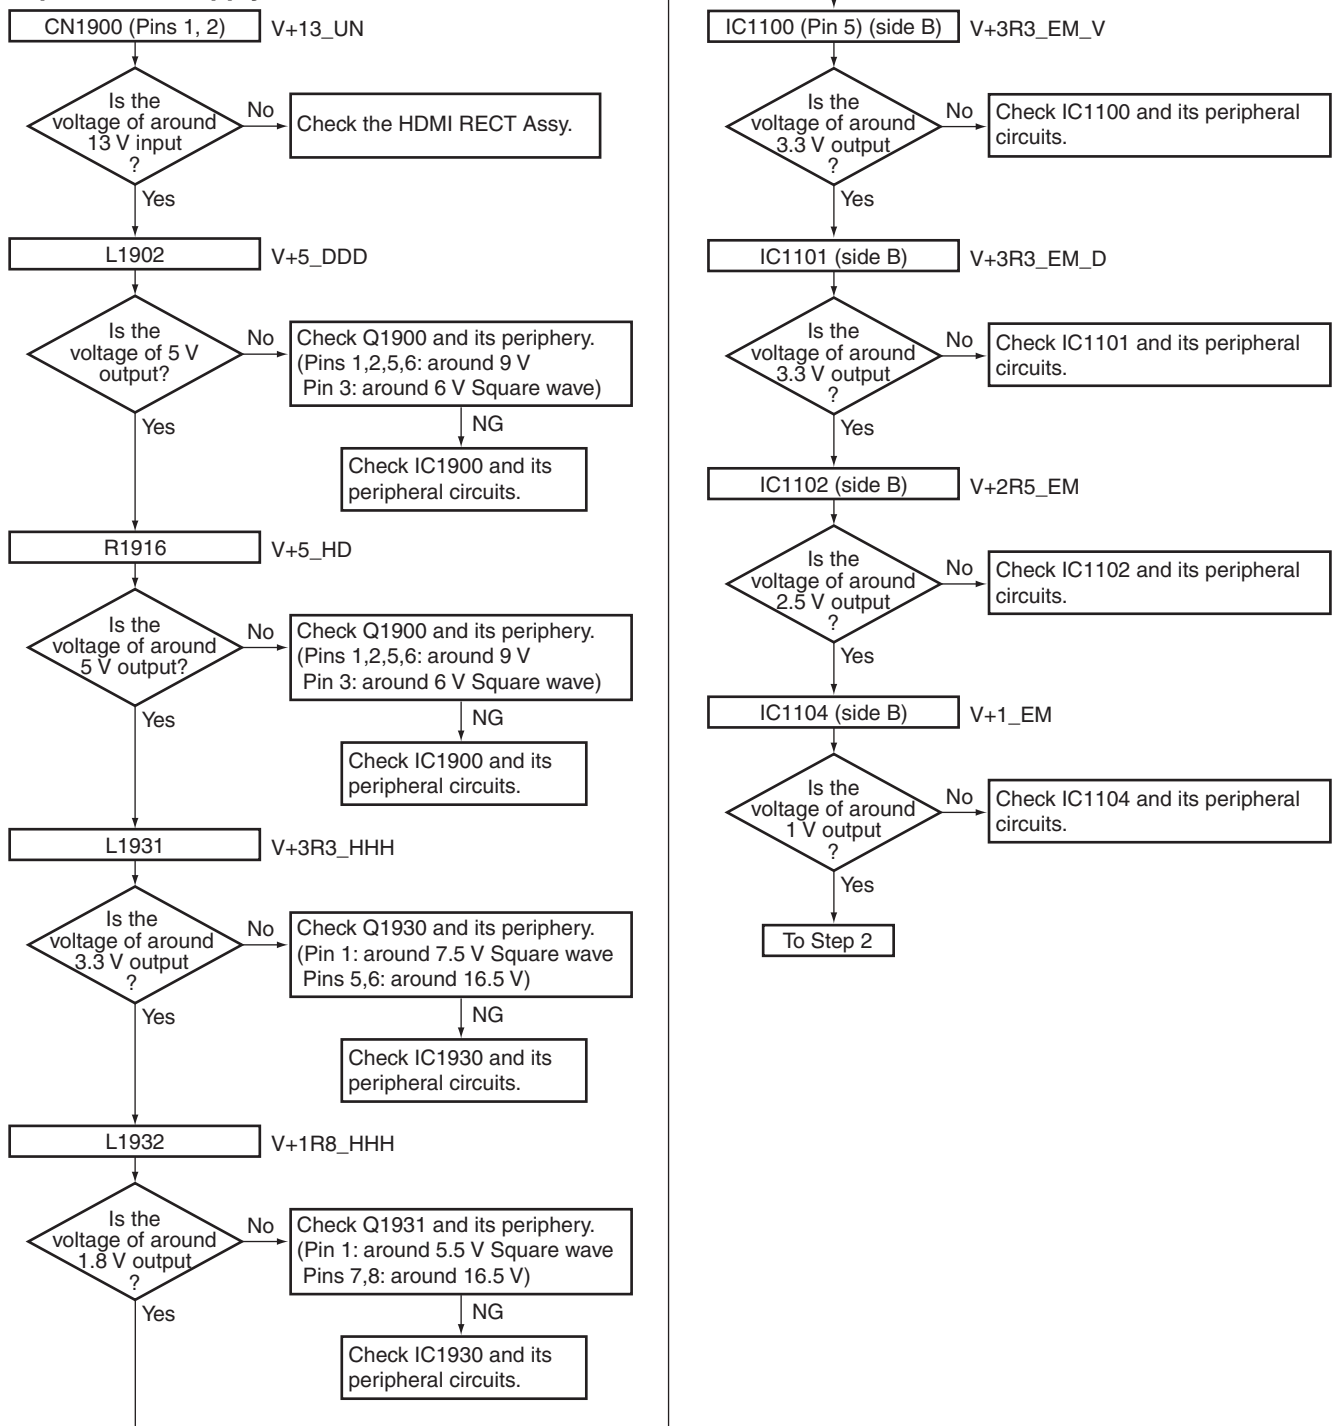 CN1900 (Pins 1, 2) V+13_UN
Is the
voltage of around
13 V input
?
No
Check the HDMI RECT Assy.
Yes
L1902 V+5_DDD
Is the
voltage of 5 V
output?
No
Check Q1900 and its periphery.
(Pins 1,2,5,6: around 9 V
Pin 3: around 6 V Square wave)
NG
Check IC1900 and its
peripheral circuits.
Yes
R1916 V+5_HD
Is the
voltage of around
5 V output?
No
Check Q1900 and its periphery.
(Pins 1,2,5,6: around 9 V
Pin 3: around 6 V Square wave)
NG
Check IC1900 and its
peripheral circuits.
Yes
L1931 V+3R3_HHH
Is the
voltage of around
3.3 V output
?
No
Check Q1930 and its periphery.
(Pin 1: around 7.5 V Square wave
Pins 5,6: around 16.5 V)
NG
Check IC1930 and its
peripheral circuits.
Yes
L1932 V+1R8_HHH
Is the
voltage of around
1.8 V output
?
No
Check Q1931 and its periphery.
(Pin 1: around 5.5 V Square wave
Pins 7,8: around 16.5 V)
NG
Check IC1930 and its
peripheral circuits.
Yes
IC1100 (Pin 5) (side B) V+3R3_EM_V
Is the
voltage of around
3.3 V output
?
No
Check IC1100 and its peripheral
circuits.
Yes
IC1101 (side B) V+3R3_EM_D
Is the
voltage of around
3.3 V output
?
No
Check IC1101 and its peripheral
circuits.
Yes
IC1102 (side B) V+2R5_EM
Is the
voltage of around
2.5 V output
?
No
Check IC1102 and its peripheral
circuits.
Yes
IC1104 (side B) V+1_EM
Is the
voltage of around
1 V output
?
No
Check IC1104 and its peripheral
circuits.
Yes
To Step 2